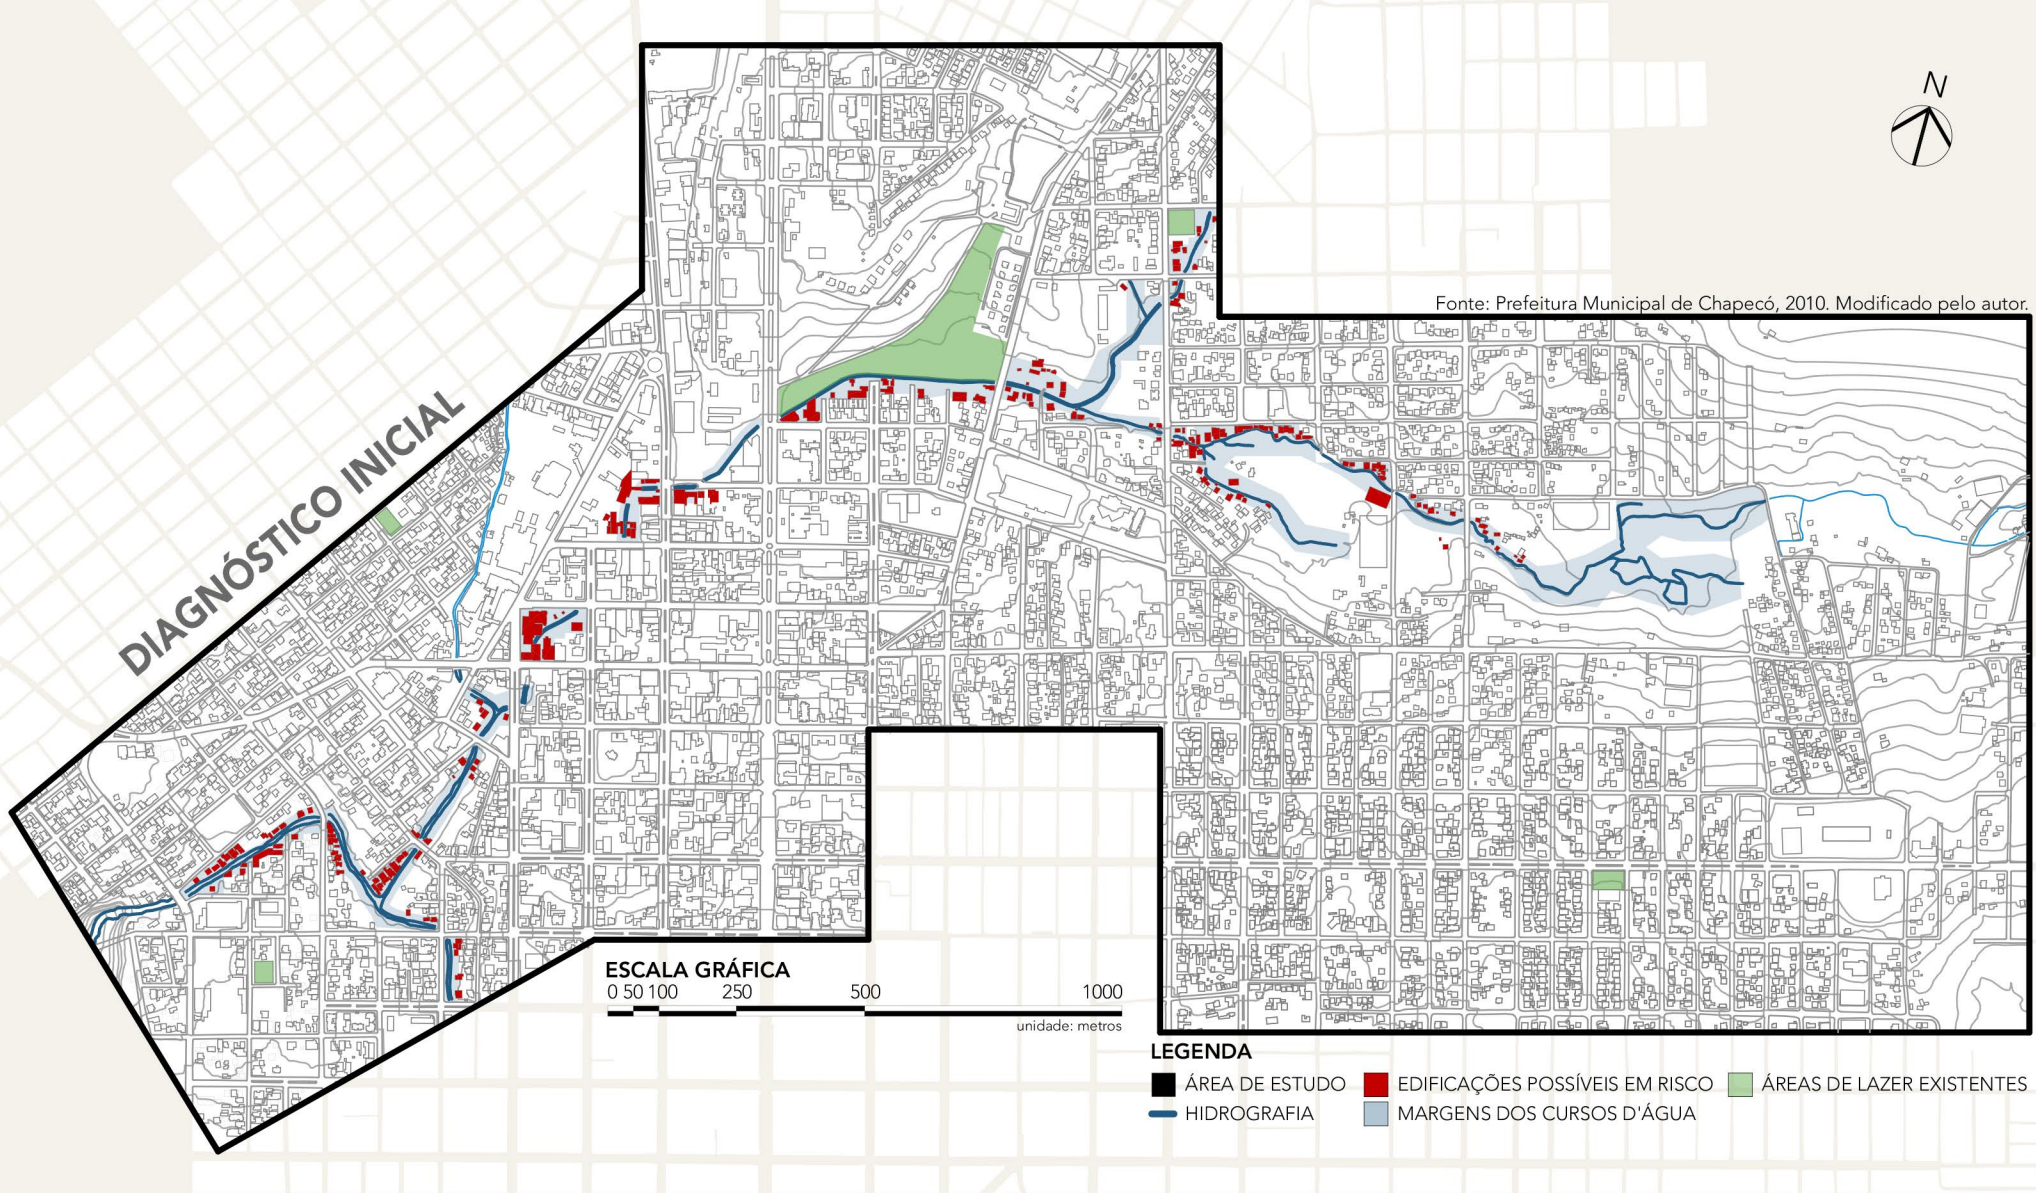 N
Fonte: Prefeitura Municipal de Chapecó, 2010. Modificado pelo autor.
DIAGNÓSTICO INICIAL
ESCALA GRÁFICA
0 50 100 250 500 1000
unidade: metros
LEGENDA
ÁREA DE ESTUDO EDIFICAÇÕES POSSÍVEIS EM RISCO ÁREAS DE LAZER EXISTENTES
HIDROGRAFIA MARGENS DOS CURSOS D'ÁGUA